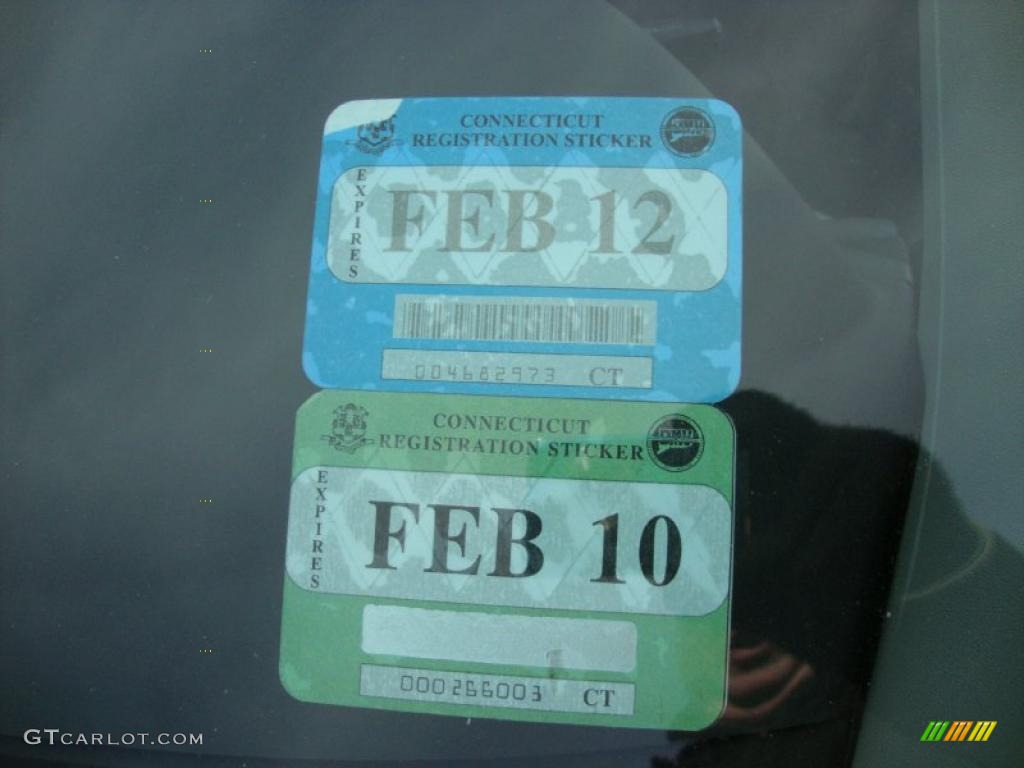 CONNECTICUT
REGISTRATION STICKER
EXPIRES
FEB 12
004682973 CT
CONNECTICUT
REGISTRATION STICKER
EXPIRES
FEB 10
000266003 CT
GTCARLOT.COM